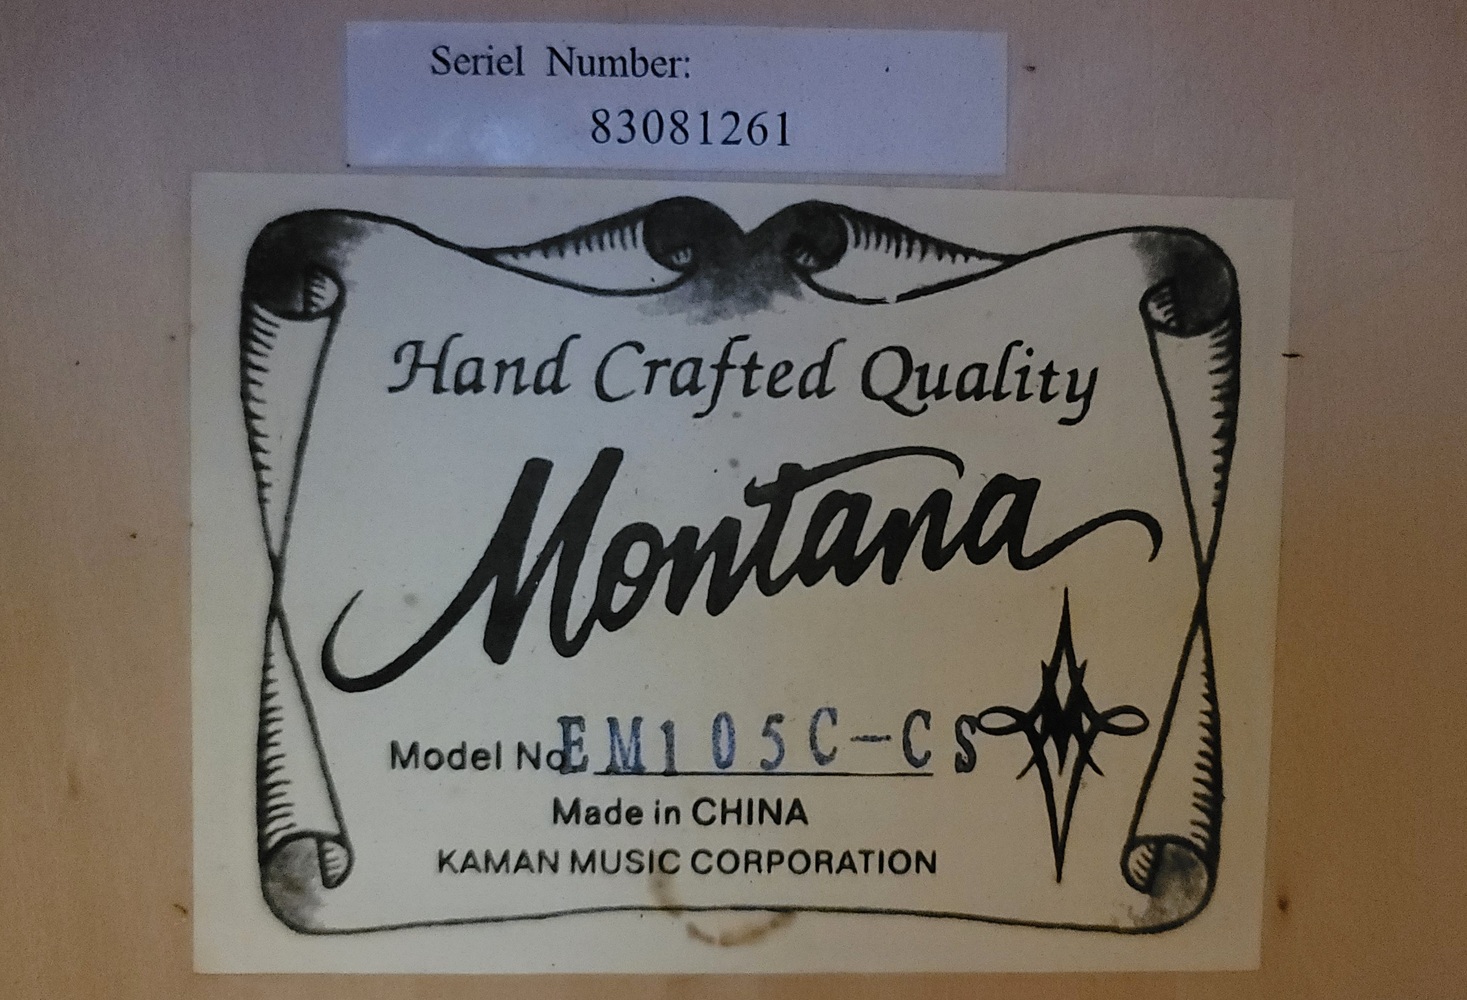 Seriel Number:
83081261
Hand Crafted Quality
Montana
Model No EM105C-CS
Made in CHINA
KAMAN MUSIC CORPORATION